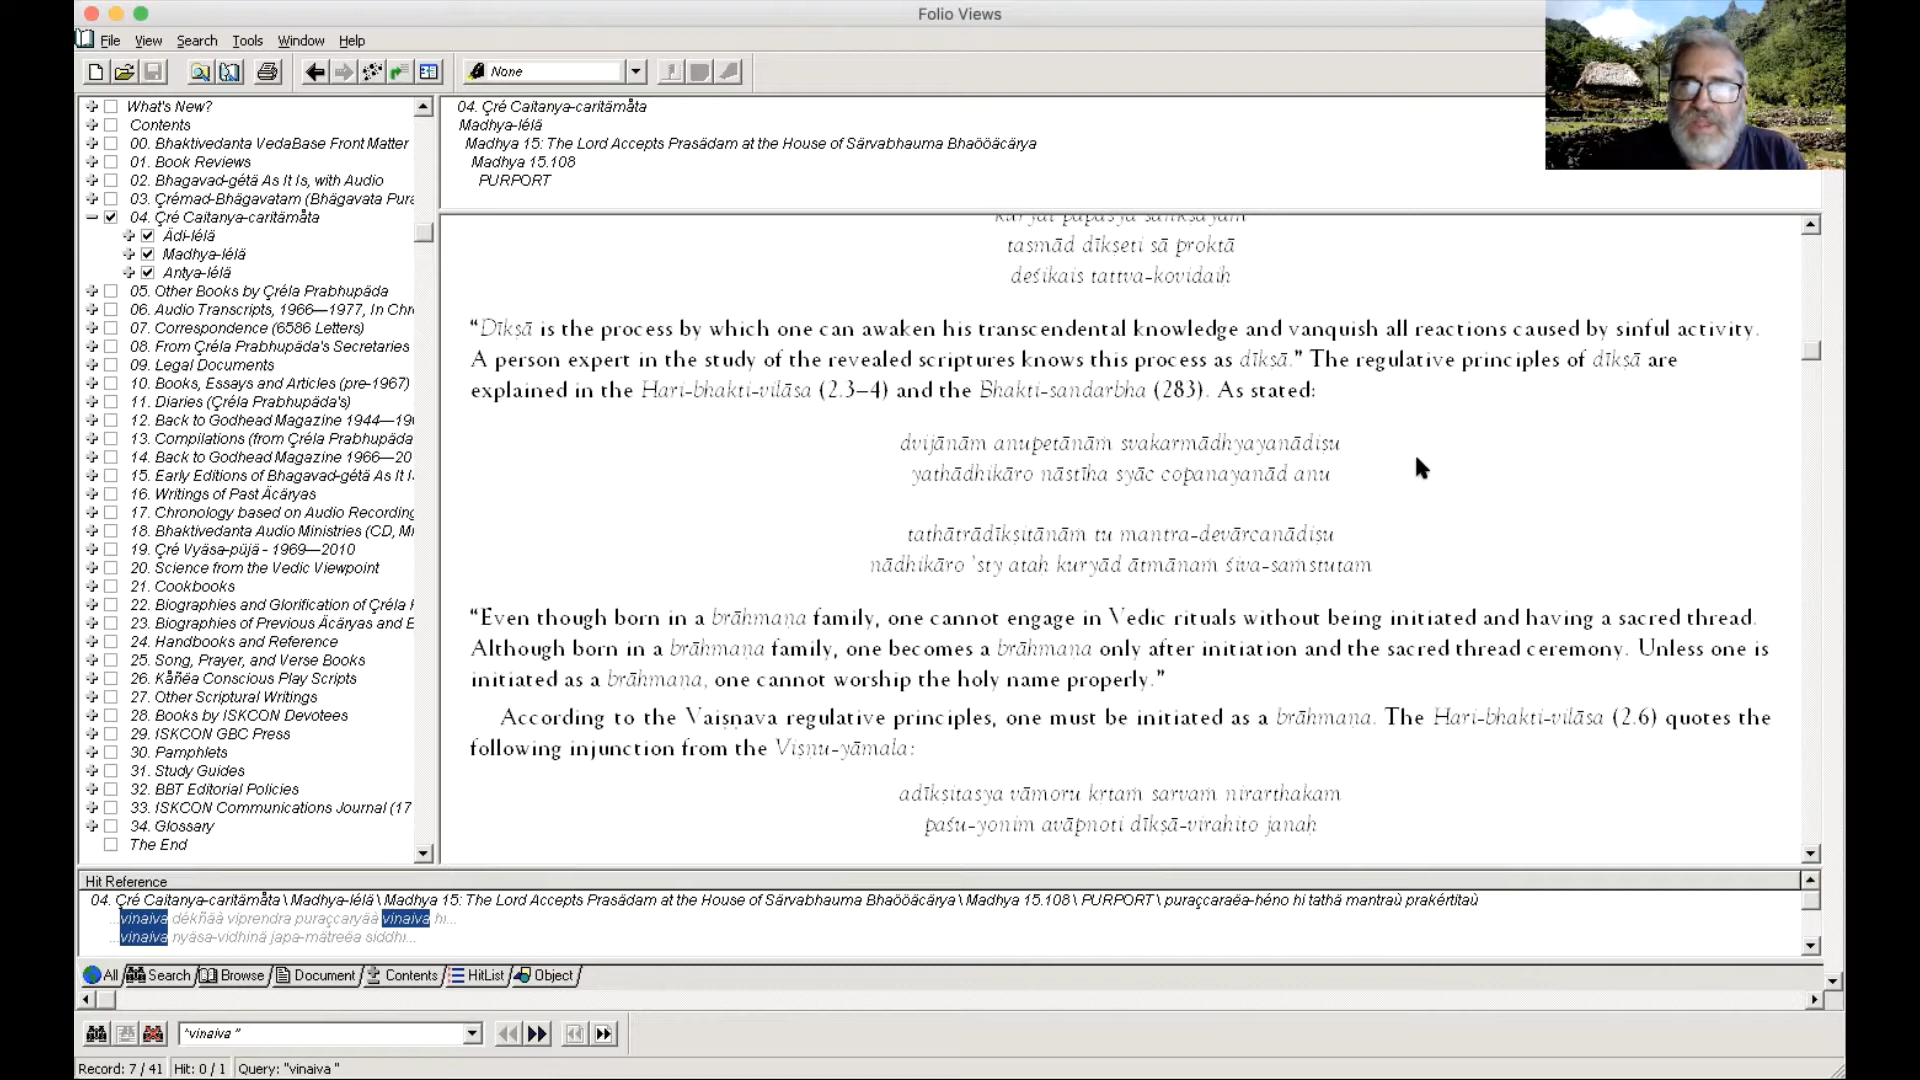 Folio Views
File View Search Tools Window Help
None
What's New?
Contents
00. Bhaktivedanta VedaBase Front Matter
01. Book Reviews
02. Bhagavad-gétä As It Is, with Audio
03. Çrémad-Bhägavatam (Bhägavata Purä
04. Çré Caitanya-caritämåta
Ädi-lélä
Madhya-lélä
Antya-lélä
05. Other Books by Çréla Prabhupäda
06. Audio Transcripts, 1966—1977, In Chr
07. Correspondence (6586 Letters)
08. From Çréla Prabhupäda's Secretaries
09. Legal Documents
10. Books, Essays and Articles (pre-1967)
11. Diaries (Çréla Prabhupäda's)
12. Back to Godhead Magazine 1944—19
13. Compilations (from Çréla Prabhupäda
14. Back to Godhead Magazine 1966—20
15. Early Editions of Bhagavad-gétä As It I
16. Writings of Past Äcäryas
17. Chronology based on Audio Recording
18. Bhaktivedanta Audio Ministries (CD, M
19. Çré Vyäsa-püjä - 1969—2010
20. Science from the Vedic Viewpoint
21. Cookbooks
22. Biographies and Glorification of Çréla
23. Biographies of Previous Äcäryas and E
24. Handbooks and Reference
25. Song, Prayer, and Verse Books
26. Kåñëa Conscious Play Scripts
27. Other Scriptural Writings
28. Books by ISKCON Devotees
29. ISKCON GBC Press
30. Pamphlets
31. Study Guides
32. BBT Editorial Policies
33. ISKCON Communications Journal (17
34. Glossary
The End
04. Çré Caitanya-caritämåta
Madhya-lélä
Madhya 15: The Lord Accepts Prasädam at the House of Särvabhauma Bhaööäcärya
Madhya 15.108
PURPORT
tasmād dīkṣeti sā proktā
deśikais tattva-kovidaiḥ
“Dīkṣā is the process by which one can awaken his transcendental knowledge and vanquish all reactions caused by sinful activity.
A person expert in the study of the revealed scriptures knows this process as dīkṣā.” The regulative principles of dīkṣā are
explained in the Hari-bhakti-vilāsa (2.3–4) and the Bhakti-sandarbha (283). As stated:
dvijānām anupetānāṁ svakarmādhyayanādiṣu
yathādhikāro nāstīha syāc copanayanād anu
tathātrādīkṣitānāṁ tu mantra-devārcanādiṣu
nādhikāro 'sty ataḥ kuryād ātmānaṁ śiva-saṁstutam
“Even though born in a brāhmaṇa family, one cannot engage in Vedic rituals without being initiated and having a sacred thread.
Although born in a brāhmaṇa family, one becomes a brāhmaṇa only after initiation and the sacred thread ceremony. Unless one is
initiated as a brāhmaṇa, one cannot worship the holy name properly.”
According to the Vaiṣṇava regulative principles, one must be initiated as a brāhmaṇa. The Hari-bhakti-vilāsa (2.6) quotes the
following injunction from the Viṣṇu-yāmala:
adīkṣitasya vāmoru kṛtaṁ sarvaṁ nirarthakam
paśu-yonim avāpnoti dīkṣā-virahito janaḥ
Hit Reference
04. Çré Caitanya-caritämåta \ Madhya-lélä \ Madhya 15: The Lord Accepts Prasädam at the House of Särvabhauma Bhaööäcärya \ Madhya 15.108 \ PURPORT \ puraçcaraëa-héno hi tathä mantraù prakértitaù
...vinaiva dékñäà viprendra puraçcaryäà vinaiva hi...
...vinaiva nyäsa-vidhinä japa-mätreëa siddhi...
All Search Browse Document Contents HitList Object
"vinaiva "
Record: 7 / 41 Hit: 0 / 1 Query: "vinaiva "